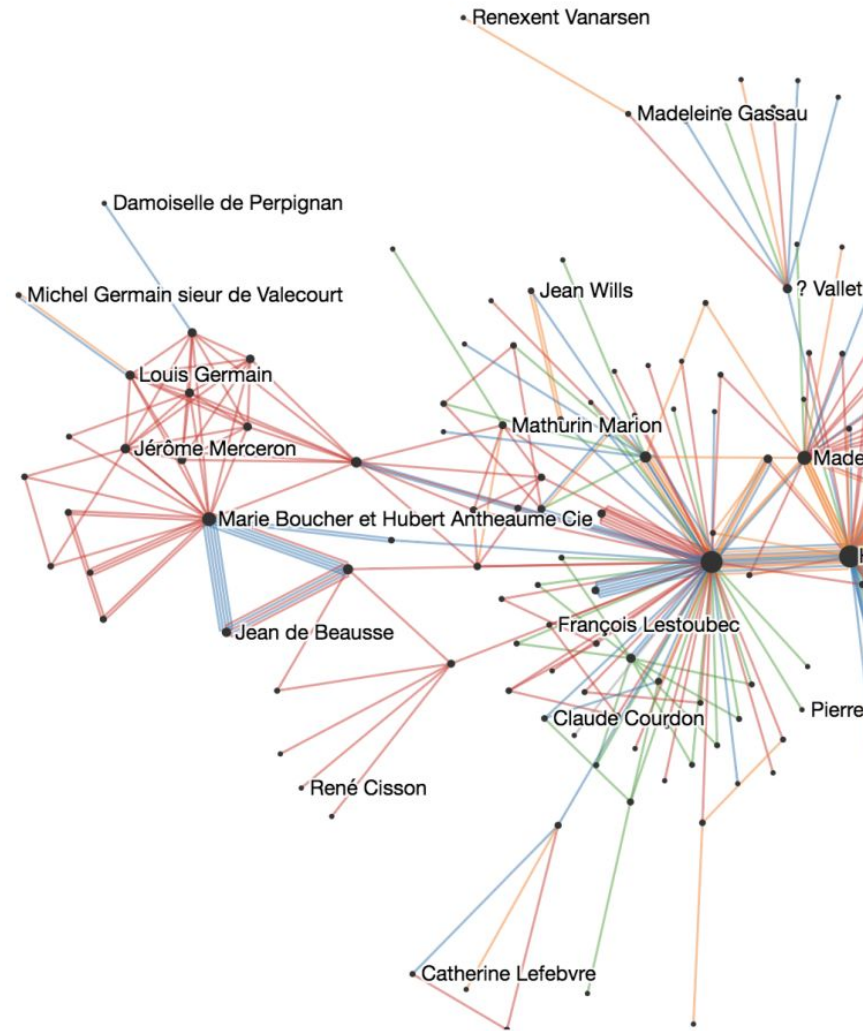 Renexent Vanarsen
Madeleine Gassau
Damoiselle de Perpignan
? Vallet
Michel Germain sieur de Valecourt
Jean Wills
Louis Germain
Mathurin Marion
Jérôme Merceron
Made
Marie Boucher et Hubert Antheaume Cie
François Lestoubec
Jean de Beausse
Pierre
Claude Courdon
René Cisson
Catherine Lefebvre